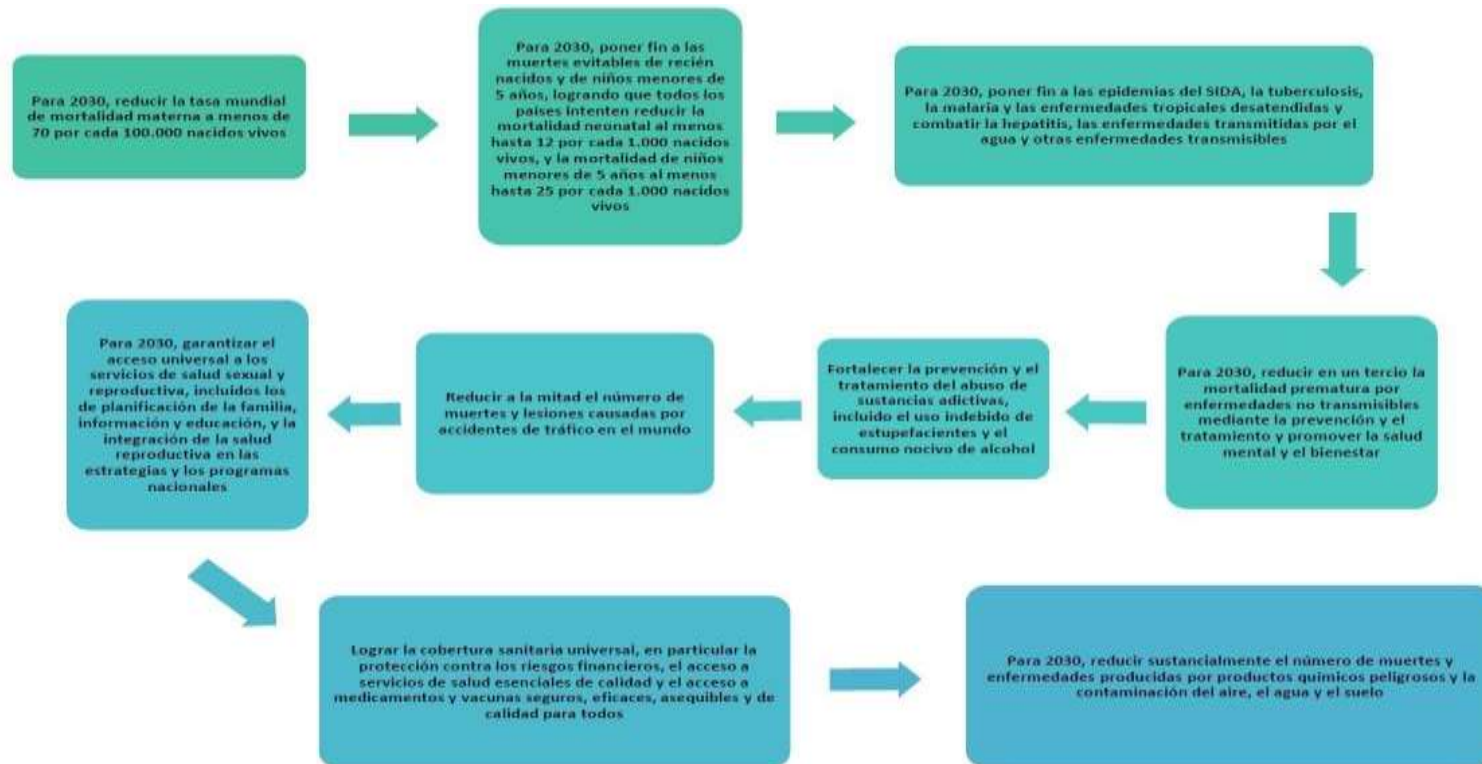 Para 2030, reducir la tasa mundial
de mortalidad materna a menos de
70 por cada 100.000 nacidos vivos
Para 2030, poner fin a las
muertes evitables de recién
nacidos y de niños menores de
5 años, logrando que todos los
países intenten reducir la
mortalidad neonatal al menos
hasta 12 por cada 1.000 nacidos
vivos, y la mortalidad de niños
menores de 5 años al menos
hasta 25 por cada 1.000 nacidos
vivos
Para 2030, poner fin a las epidemias del SIDA, la tuberculosis,
la malaria y las enfermedades tropicales desatendidas y
combatir la hepatitis, las enfermedades transmitidas por el
agua y otras enfermedades transmisibles
Para 2030, reducir en un tercio la
mortalidad prematura por
enfermedades no transmisibles
mediante la prevención y el
tratamiento y promover la salud
mental y el bienestar
Fortalecer la prevención y el
tratamiento del abuso de
sustancias adictivas,
incluido el uso indebido de
estupefacientes y el
consumo nocivo de alcohol
Reducir a la mitad el número de
muertes y lesiones causadas por
accidentes de tráfico en el mundo
Para 2030, garantizar el
acceso universal a los
servicios de salud sexual y
reproductiva, incluidos los
de planificación de la familia,
información y educación, y la
integración de la salud
reproductiva en las
estrategias y los programas
nacionales
Lograr la cobertura sanitaria universal, en particular la
protección contra los riesgos financieros, el acceso a
servicios de salud esenciales de calidad y el acceso a
medicamentos y vacunas seguros, eficaces, asequibles y de
calidad para todos
Para 2030, reducir sustancialmente el número de muertes y
enfermedades producidas por productos químicos peligrosos y la
contaminación del aire, el agua y el suelo